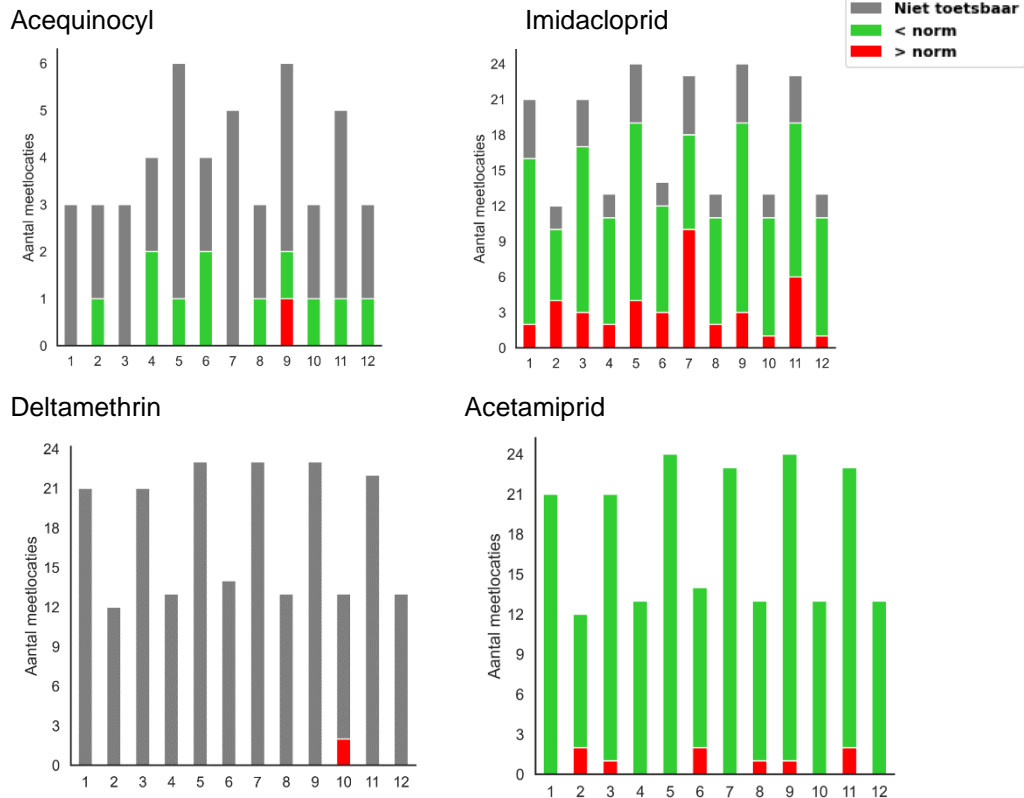 Acequinocyl
Imidacloprid
Niet toetsbaar
< norm
> norm
Aantal meetlocaties
6
5
4
3
2
1
0
1 2 3 4 5 6 7 8 9 10 11 12
Aantal meetlocaties
24
21
18
15
12
9
6
3
0
1 2 3 4 5 6 7 8 9 10 11 12
Deltamethrin
Acetamiprid
Aantal meetlocaties
24
21
18
15
12
9
6
3
0
1 2 3 4 5 6 7 8 9 10 11 12
Aantal meetlocaties
24
21
18
15
12
9
6
3
0
1 2 3 4 5 6 7 8 9 10 11 12